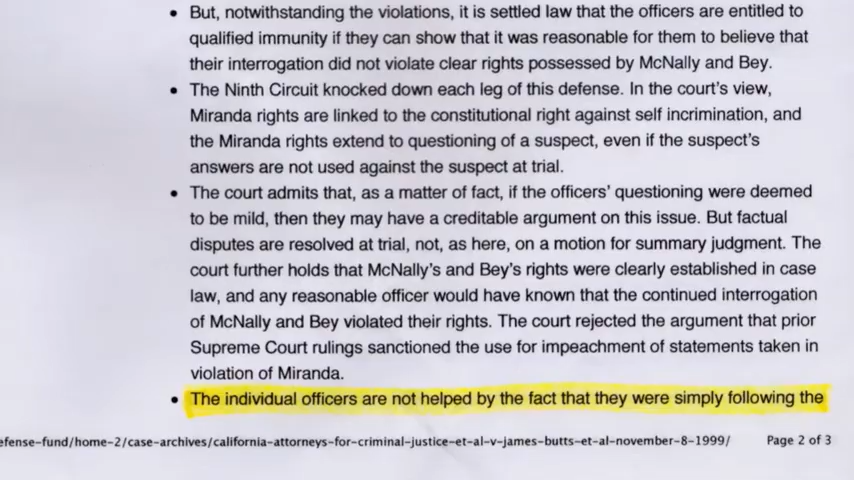 • But, notwithstanding the violations, it is settled law that the officers are entitled to
qualified immunity if they can show that it was reasonable for them to believe that
their interrogation did not violate clear rights possessed by McNally and Bey.
• The Ninth Circuit knocked down each leg of this defense. In the court's view,
Miranda rights are linked to the constitutional right against self incrimination, and
the Miranda rights extend to questioning of a suspect, even if the suspect's
answers are not used against the suspect at trial.
• The court admits that, as a matter of fact, if the officers' questioning were deemed
to be mild, then they may have a creditable argument on this issue. But factual
disputes are resolved at trial, not, as here, on a motion for summary judgment. The
court further holds that McNally's and Bey's rights were clearly established in case
law, and any reasonable officer would have known that the continued interrogation
of McNally and Bey violated their rights. The court rejected the argument that prior
Supreme Court rulings sanctioned the use for impeachment of statements taken in
violation of Miranda.
• The individual officers are not helped by the fact that they were simply following the
efense-fund/home-2/case-archives/california-attorneys-for-criminal-justice-et-al-v-james-butts-et-al-november-8-1999/ Page 2 of 3